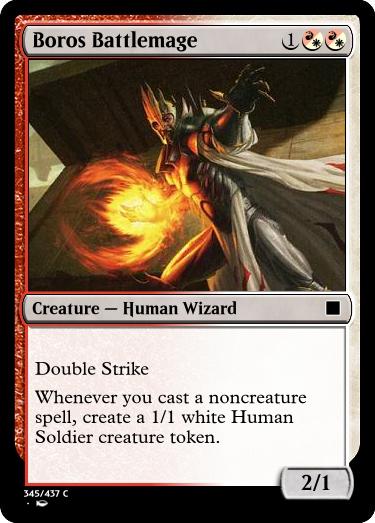 Boros Battlemage 1
Creature — Human Wizard
Double Strike
Whenever you cast a noncreature
spell, create a 1/1 white Human
Soldier creature token.
2/1
345/437 C